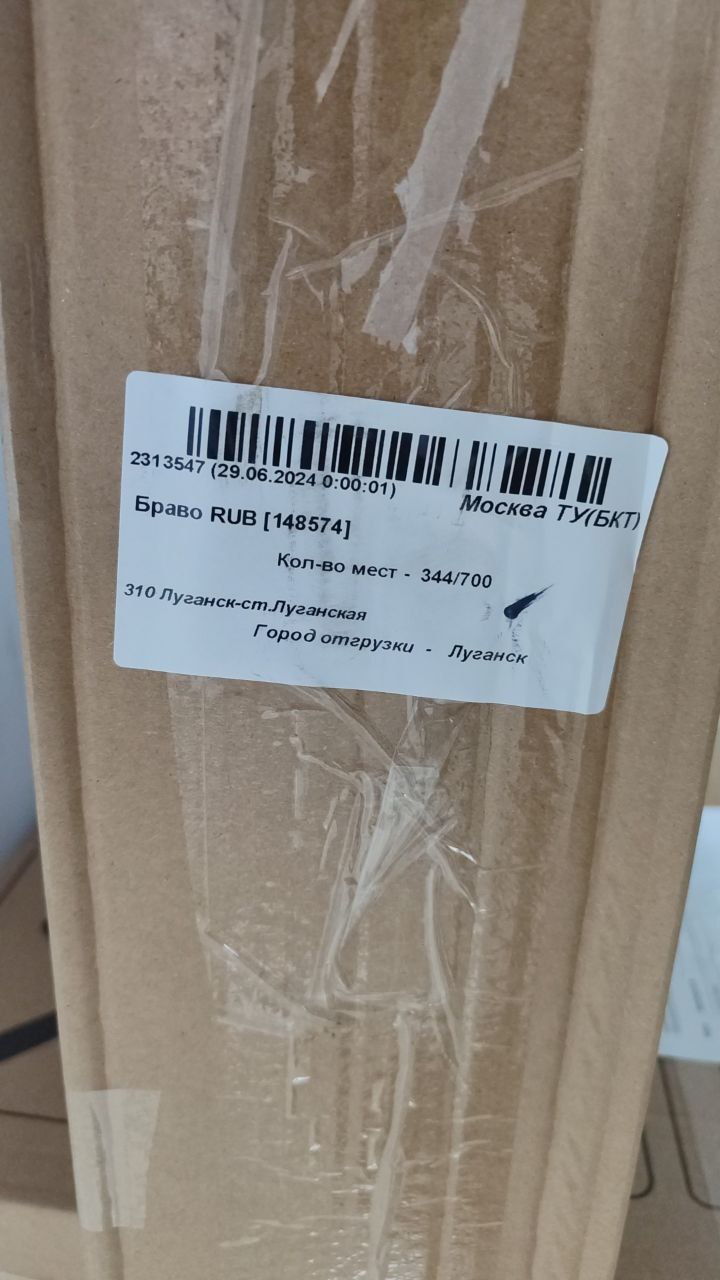 2313547 (29.06.2024 0:00:01)
Москва ТУ(БКТ)
Браво RUB [148574]
Кол-во мест - 344/700
310 Луганск-ст.Луганская
Город отгрузки - Луганск